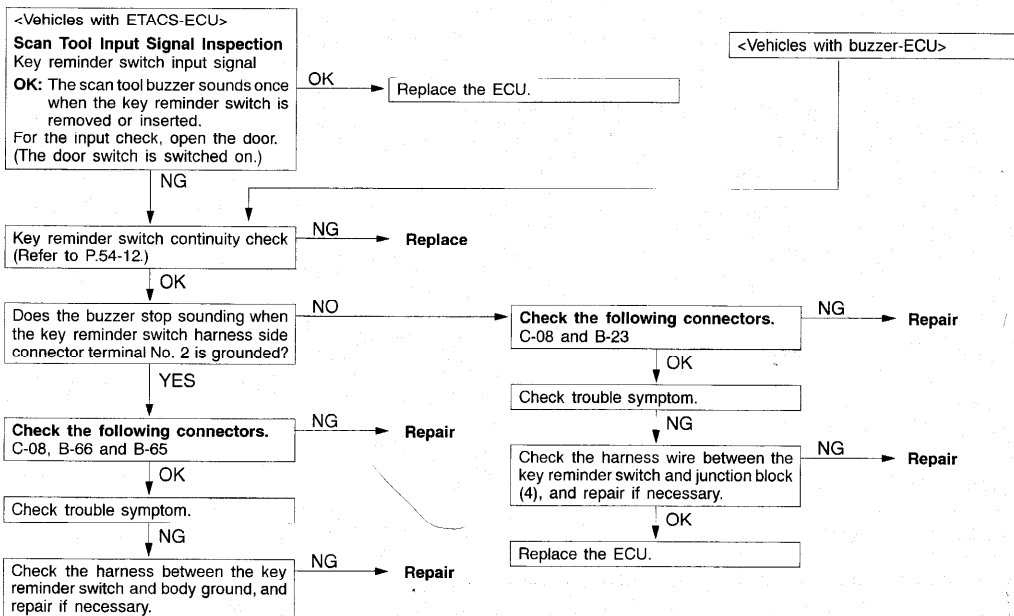 <Vehicles with ETACS-ECU>
Scan Tool Input Signal Inspection
Key reminder switch input signal
OK: The scan tool buzzer sounds once
when the key reminder switch is
removed or inserted.
For the input check, open the door.
(The door switch is switched on.)
OK
Replace the ECU.
<Vehicles with buzzer-ECU>
NG
Key reminder switch continuity check
(Refer to P.54-12.)
NG
Replace
OK
Does the buzzer stop sounding when
the key reminder switch harness side
connector terminal No. 2 is grounded?
NO
Check the following connectors.
C-08 and B-23
NG
Repair
OK
Check trouble symptom.
NG
Check the harness wire between the
key reminder switch and junction block
(4), and repair if necessary.
NG
Repair
OK
Replace the ECU.
YES
Check the following connectors.
C-08, B-66 and B-65
NG
Repair
OK
Check trouble symptom.
NG
Check the harness between the key
reminder switch and body ground, and
repair if necessary.
NG
Repair